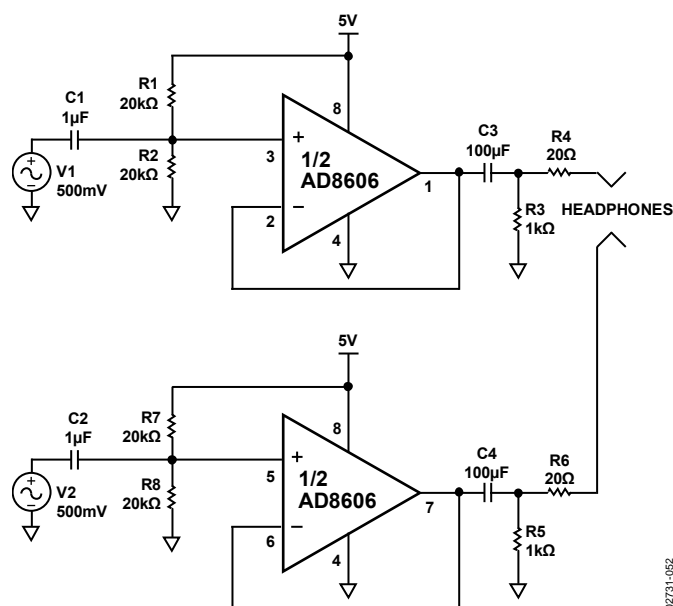 5V
R1
20kΩ
C1
1µF
V1
500mV
R2
20kΩ
8
3
+
1/2
AD8606
–
2
4
1
C3
100µF
R4
20Ω
R3
1kΩ
HEADPHONES
5V
R7
20kΩ
C2
1µF
V2
500mV
R8
20kΩ
8
5
+
1/2
AD8606
–
6
4
7
C4
100µF
R6
20Ω
R5
1kΩ
02731-052